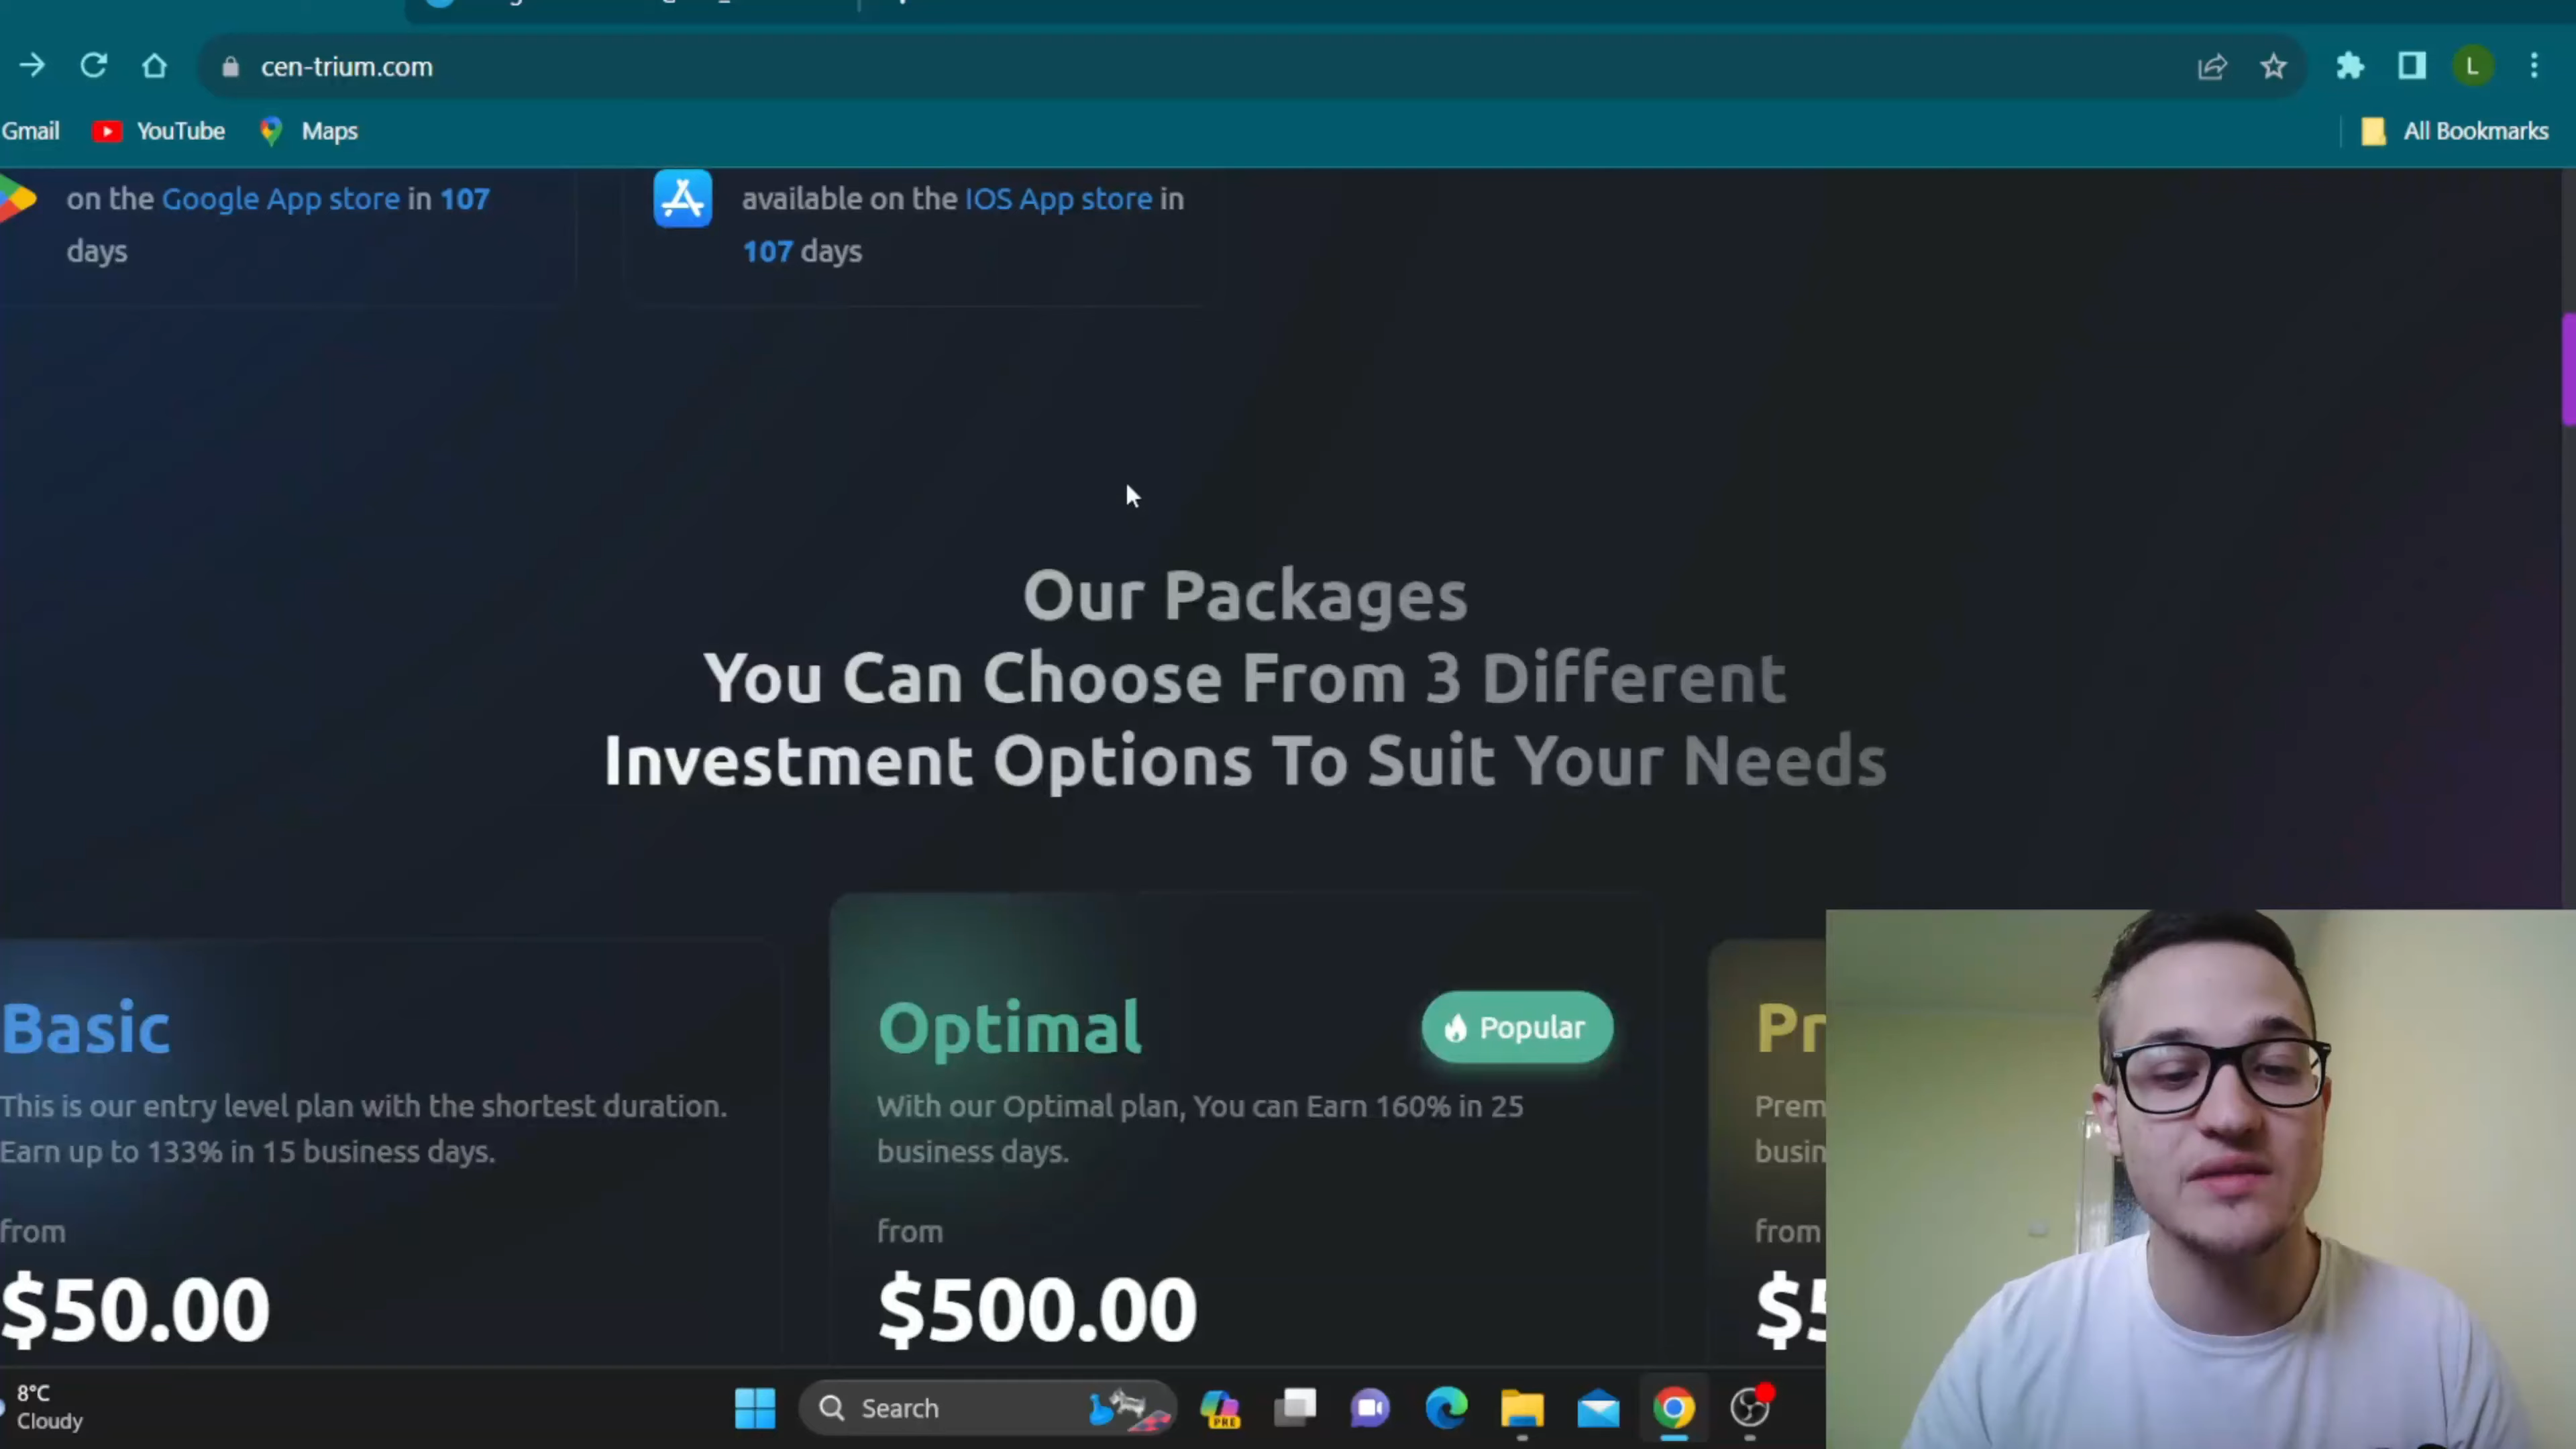 cen-trium.com
Gmail YouTube Maps All Bookmarks
on the Google App store in 107
days
available on the IOS App store in
107 days
Our Packages
You Can Choose From 3 Different
Investment Options To Suit Your Needs
Basic
This is our entry level plan with the shortest duration.
Earn up to 133% in 15 business days.
from
$50.00
Optimal
Popular
With our Optimal plan, You can Earn 160% in 25
business days.
from
$500.00
from
8°C
Cloudy
Search
PRE
L